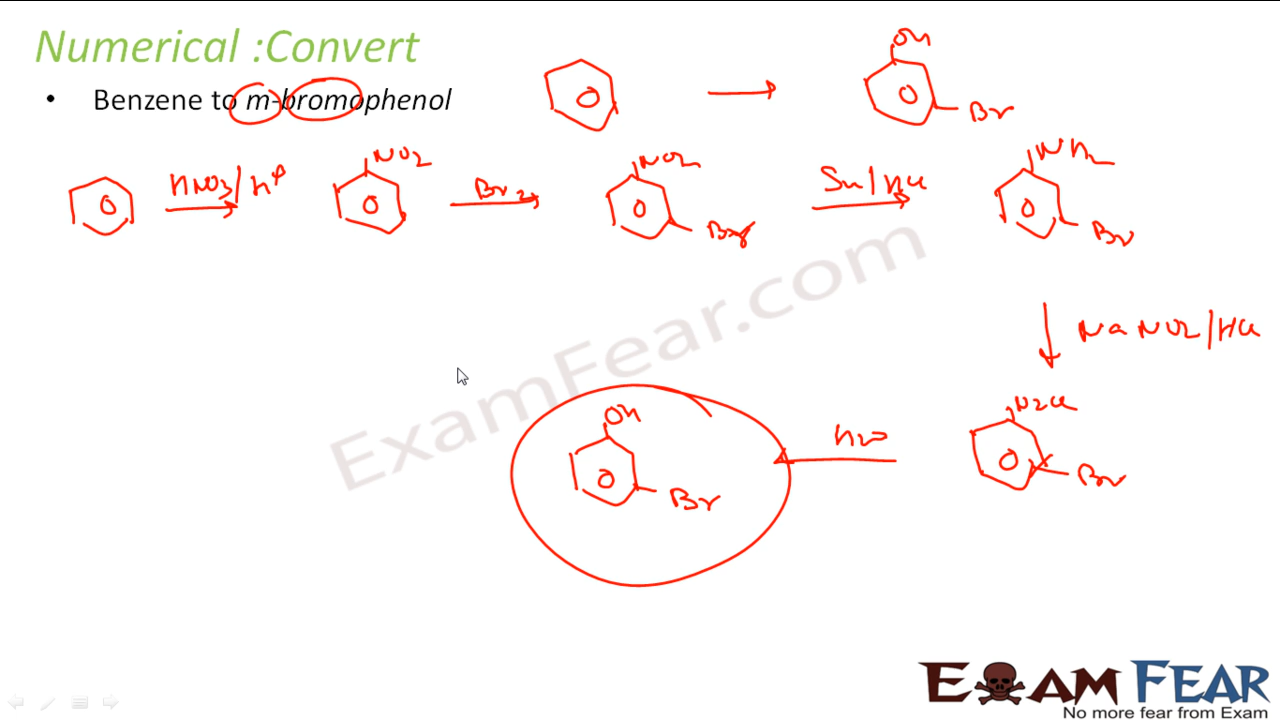 Numerical :Convert
• Benzene to m-bromophenol
OH
Br
HNO3/H⊕
NO2
Br2
NO2
Br
Sn/HCl
NH2
Br
NaNO2/HCl
N2Cl
Br
H2O
OH
Br
ExamFear.com
EXAM FEAR
No more fear from Exam